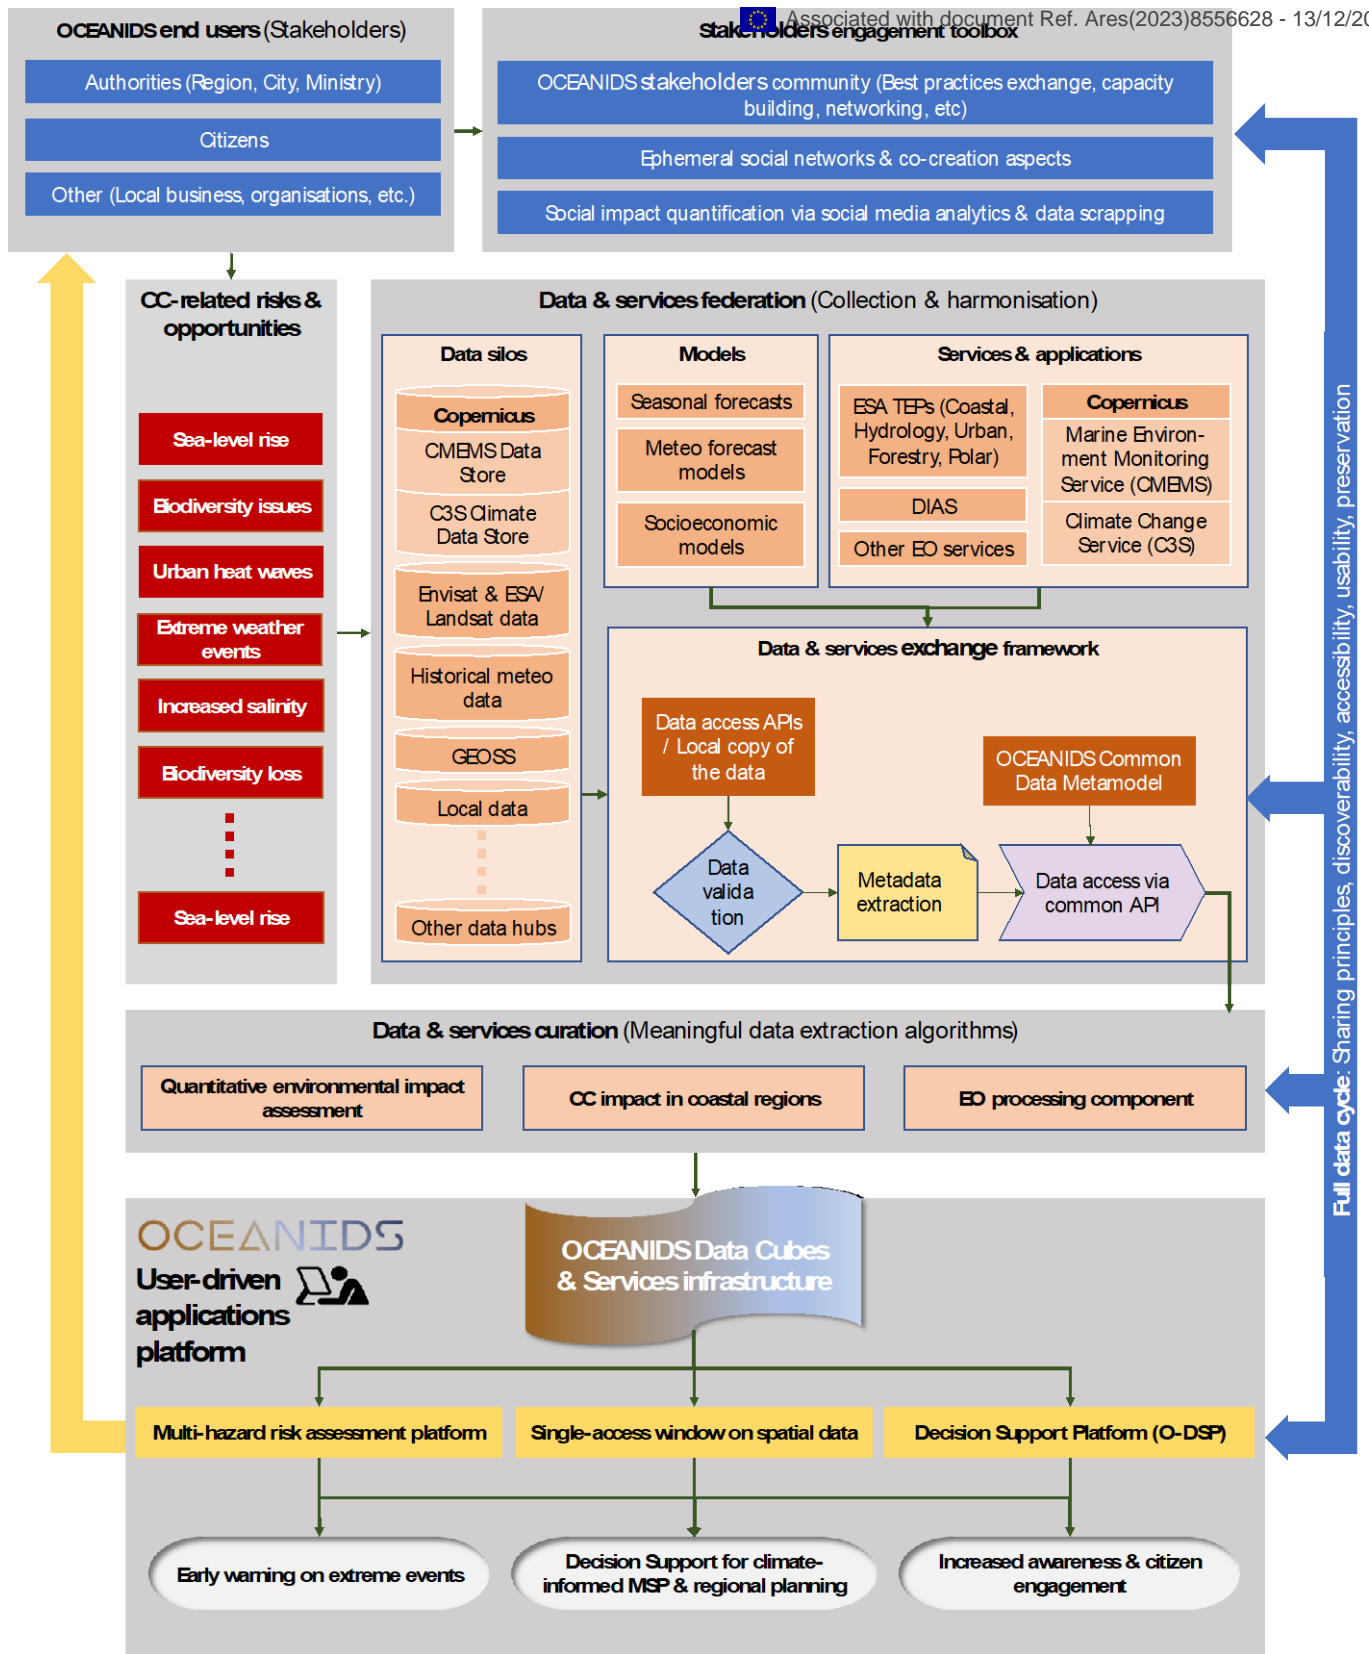 Associated with document Ref. Ares(2023)8556628 - 13/12/20
OCEANIDS end users (Stakeholders)
Authorities (Region, City, Ministry)
Citizens
Other (Local business, organisations, etc.)
Stakeholders engagement toolbox
OCEANIDS stakeholders community (Best practices exchange, capacity
building, networking, etc)
Ephemeral social networks & co-creation aspects
Social impact quantification via social media analytics & data scrapping
CC-related risks &
opportunities
Sea-level rise
Biodiversity issues
Urban heat waves
Extreme weather
events
Increased salinity
Biodiversity loss
Sea-level rise
Data & services federation (Collection & harmonisation)
Data silos
Copernicus
CMEMS Data
Store
C3S Climate
Data Store
Envisat & ESA/
Landsat data
Historical meteo
data
GEOSS
Local data
Other data hubs
Models
Seasonal forecasts
Meteo forecast
models
Socioeconomic
models
Services & applications
ESA TEPs (Coastal,
Hydrology, Urban,
Forestry, Polar)
DIAS
Other EO services
Copernicus
Marine Environ-
ment Monitoring
Service (CMEMS)
Climate Change
Service (C3S)
Data & services exchange framework
Data access APIs
/ Local copy of
the data
OCEANIDS Common
Data Metamodel
Data
valida
tion
Metadada
extraction
Data access via
common API
Data & services curation (Meaningful data extraction algorithms)
Quantitative environmental impact
assessment
CC impact in coastal regions
EO processing component
OCEANIDS
User-driven
applications
platform
OCEANIDS Data Cubes
& Services infrastructure
Multi-hazard risk assessment platform
Single-access window on spatial data
Decision Support Platform (O-DSP)
Early warning on extreme events
Decision Support for climate-
informed MSP & regional planning
Increased awareness & citizen
engagement
Full data cycle: Sharing principles, discoverability, accessibility, usability, preservation